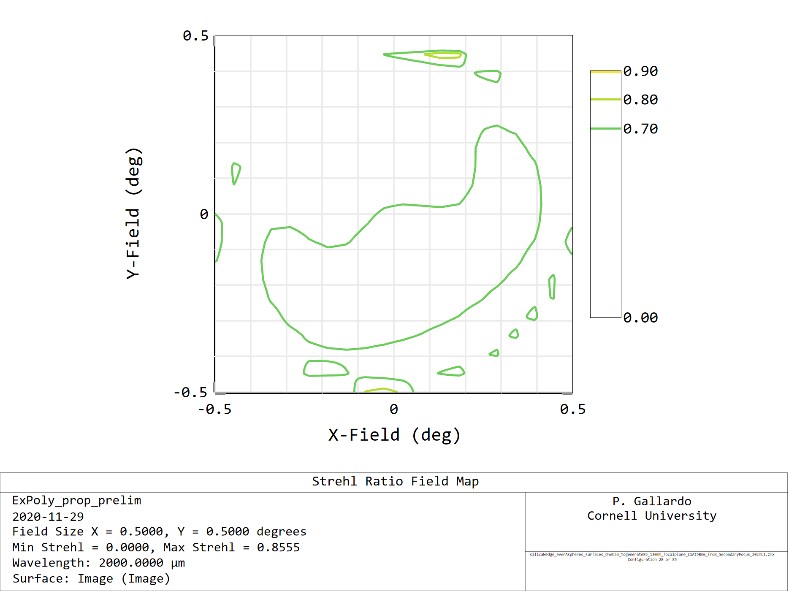 0.5
0
-0.5
-0.5
0
0.5
Y-Field (deg)
X-Field (deg)
0.90
0.80
0.70
0.00
Strehl Ratio Field Map
ExPoly_prop_prelim
2020-11-29
Field Size X = 0.5000, Y = 0.5000 degrees
Min Strehl = 0.0000, Max Strehl = 0.8555
Wavelength: 2000.0000 µm
Surface: Image (Image)
P. Gallardo
Cornell University